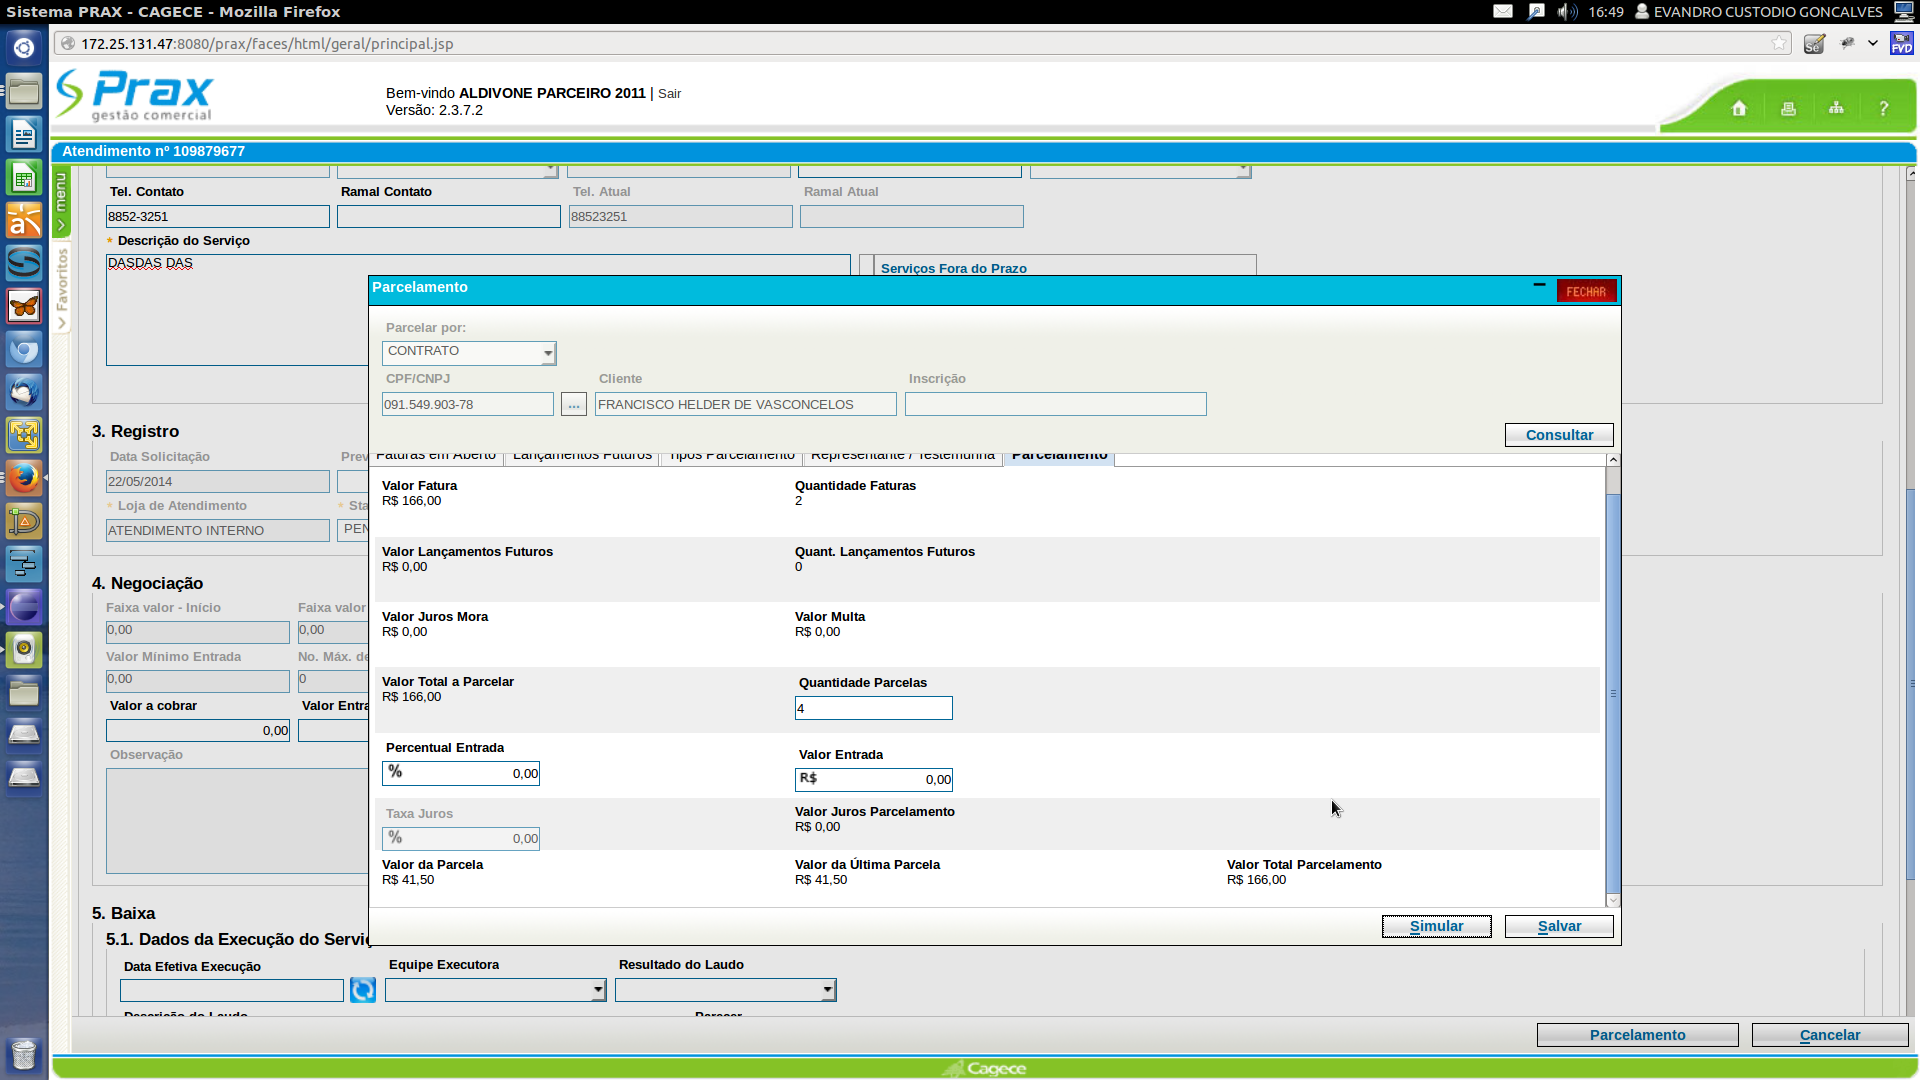 Sistema PRAX - CAGECE - Mozilla Firefox
16:49 EVANDRO CUSTODIO GONCALVES
172.25.131.47:8080/prax/faces/html/geral/principal.jsp
Se
FVD
Prax
gestão comercial
Bem-vindo ALDIVONE PARCEIRO 2011 | Sair
Versão: 2.3.7.2
?
Atendimento nº 109879677
menu
Favoritos
Tel. Contato
Ramal Contato
Tel. Atual
Ramal Atual
8852-3251
88523251
* Descrição do Serviço
DASDAS DAS
Serviços Fora do Prazo
Parcelamento
FECHAR
Parcelar por:
CONTRATO
CPF/CNPJ
Cliente
Inscrição
091.549.903-78
...
FRANCISCO HELDER DE VASCONCELOS
Consultar
Faturas em Aberto
Lançamentos Futuros
Tipos Parcelamento
Representante / Testemunha
Parcelamento
Valor Fatura
R$ 166,00
Quantidade Faturas
2
Valor Lançamentos Futuros
R$ 0,00
Quant. Lançamentos Futuros
0
Valor Juros Mora
R$ 0,00
Valor Multa
R$ 0,00
Valor Total a Parcelar
R$ 166,00
Quantidade Parcelas
4
Percentual Entrada
% 0,00
Valor Entrada
R$ 0,00
Taxa Juros
% 0,00
Valor Juros Parcelamento
R$ 0,00
Valor da Parcela
R$ 41,50
Valor da Última Parcela
R$ 41,50
Valor Total Parcelamento
R$ 166,00
Simular
Salvar
3. Registro
Data Solicitação
Prev
22/05/2014
* Loja de Atendimento
* Sta
ATENDIMENTO INTERNO
PEN
4. Negociação
Faixa valor - Início
Faixa valor
0,00
0,00
Valor Mínimo Entrada
No. Máx. de
0,00
0
Valor a cobrar
Valor Entra
0,00
Observação
5. Baixa
5.1. Dados da Execução do Serviç
Data Efetiva Execução
Equipe Executora
Resultado do Laudo
Descrição do Laudo
Parecer
Parcelamento
Cancelar
Cagece